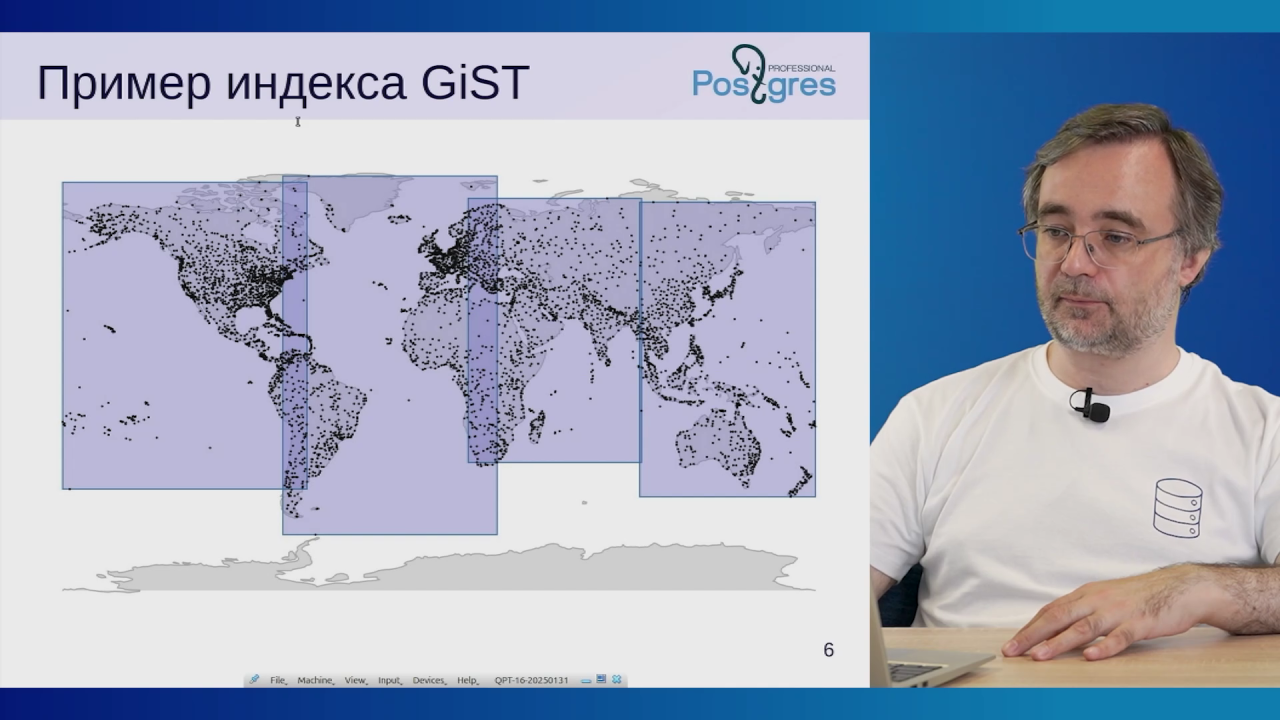 Пример индекса GiST
PROFESSIONAL
Postgres
6
File Machine View Input Devices Help QPT-16-20250131